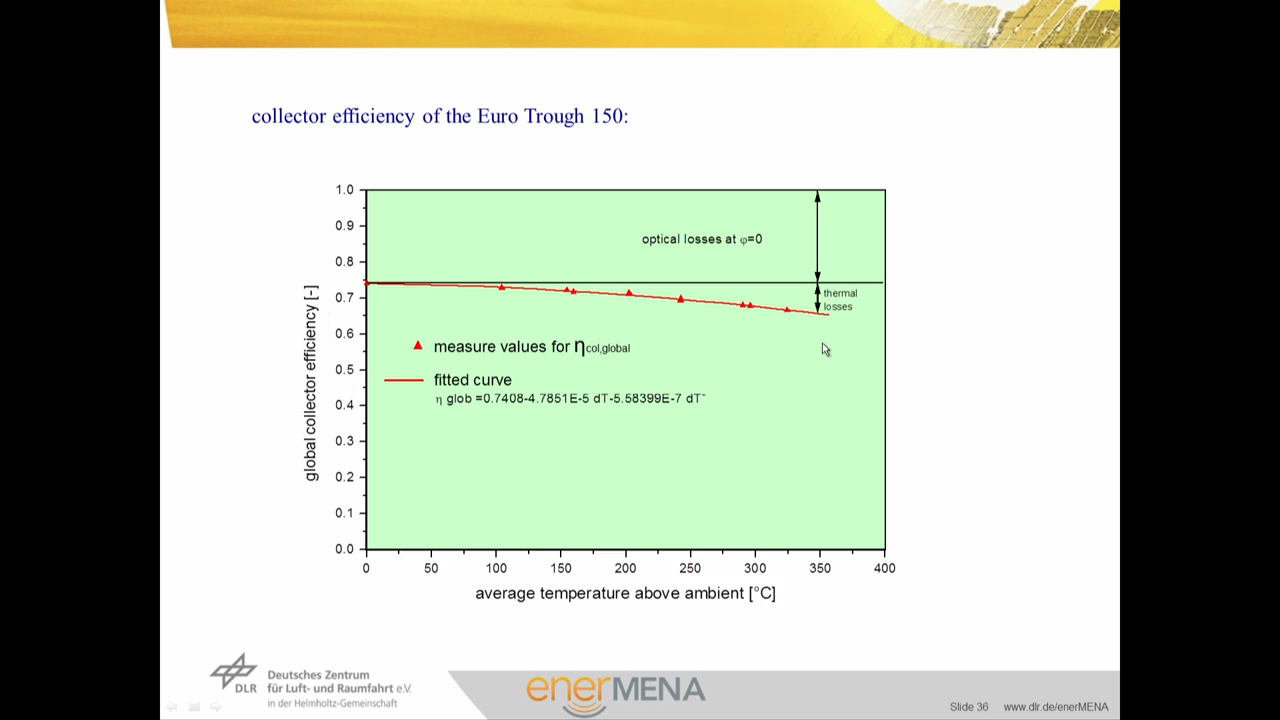 collector efficiency of the Euro Trough 150:
1.0
0.9
0.8
0.7
0.6
0.5
0.4
0.3
0.2
0.1
0.0
global collector efficiency [-]
optical losses at φ=0
thermal
losses
measure values for ηcol,global
fitted curve
η glob =0.7408-4.7851E-5 dT-5.58399E-7 dT
0 50 100 150 200 250 300 350 400
average temperature above ambient [°C]
DLR
Deutsches Zentrum
für Luft- und Raumfahrt e.V.
in der Helmholtz-Gemeinschaft
enerMENA
Slide 36 www.dlr.de/enerMENA